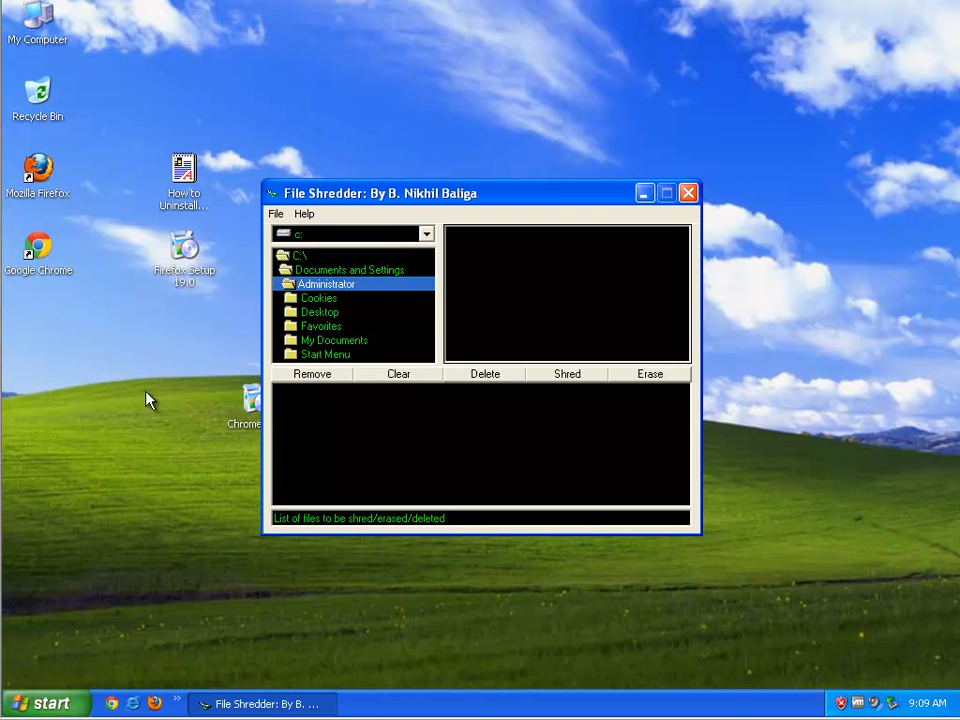 My Computer
Recycle Bin
Mozilla Firefox
How to
Uninstall...
Google Chrome
Firefox Setup
19.0
Chrome
File Shredder: By B. Nikhil Baliga
File Help
c:
C:\
Documents and Settings
Administrator
Cookies
Desktop
Favorites
My Documents
Start Menu
Remove Clear Delete Shred Erase
List of files to be shred/erased/deleted
start
File Shredder: By B. ...
9:09 AM